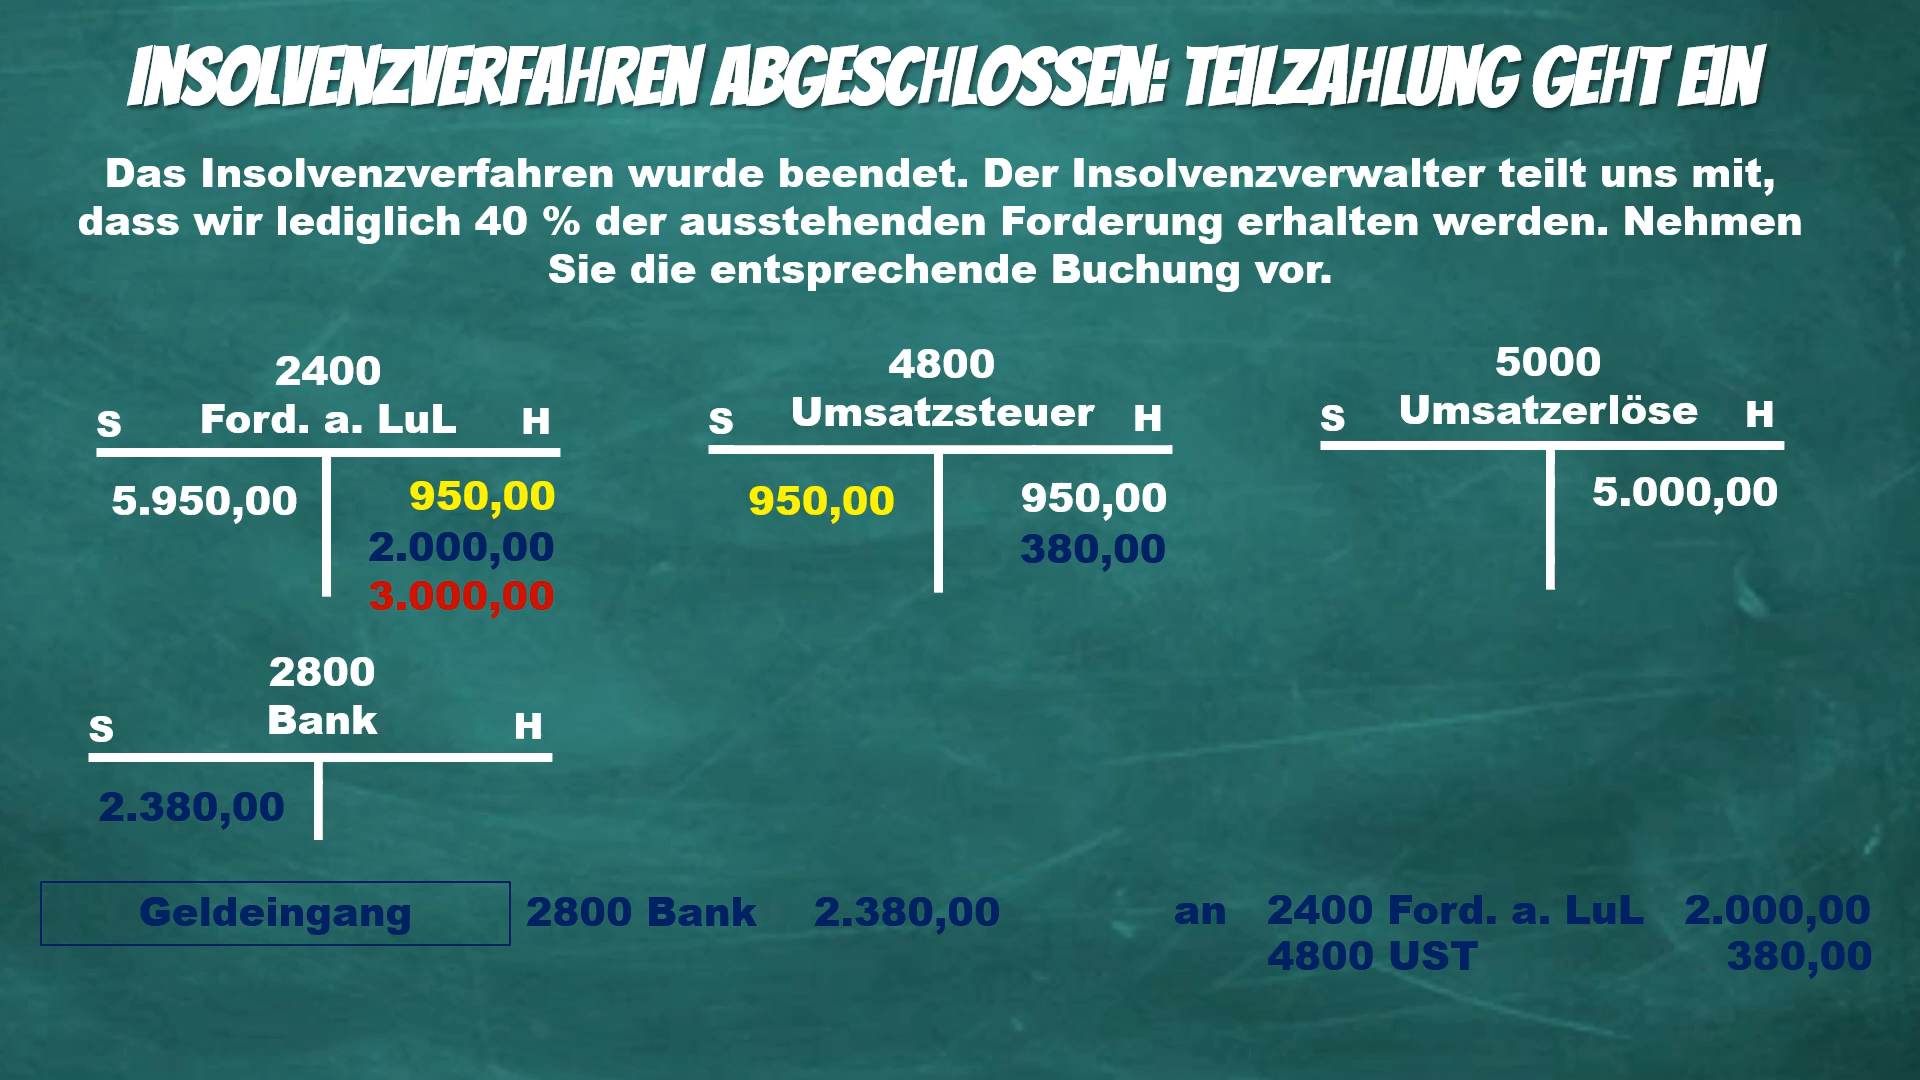 INSOLVENZVERFAHREN ABGESCHLOSSEN: TEILZAHLUNG GEHT EIN
Das Insolvenzverfahren wurde beendet. Der Insolvenzverwalter teilt uns mit,
dass wir lediglich 40 % der ausstehenden Forderung erhalten werden. Nehmen
Sie die entsprechende Buchung vor.
2400
S Ford. a. LuL H
5.950,00 950,00
2.000,00
3.000,00
4800
S Umsatzsteuer H
950,00 950,00
380,00
5000
S Umsatzerlöse H
5.000,00
2800
S Bank H
2.380,00
Geldeingang 2800 Bank 2.380,00 an 2400 Ford. a. LuL 2.000,00
4800 UST 380,00